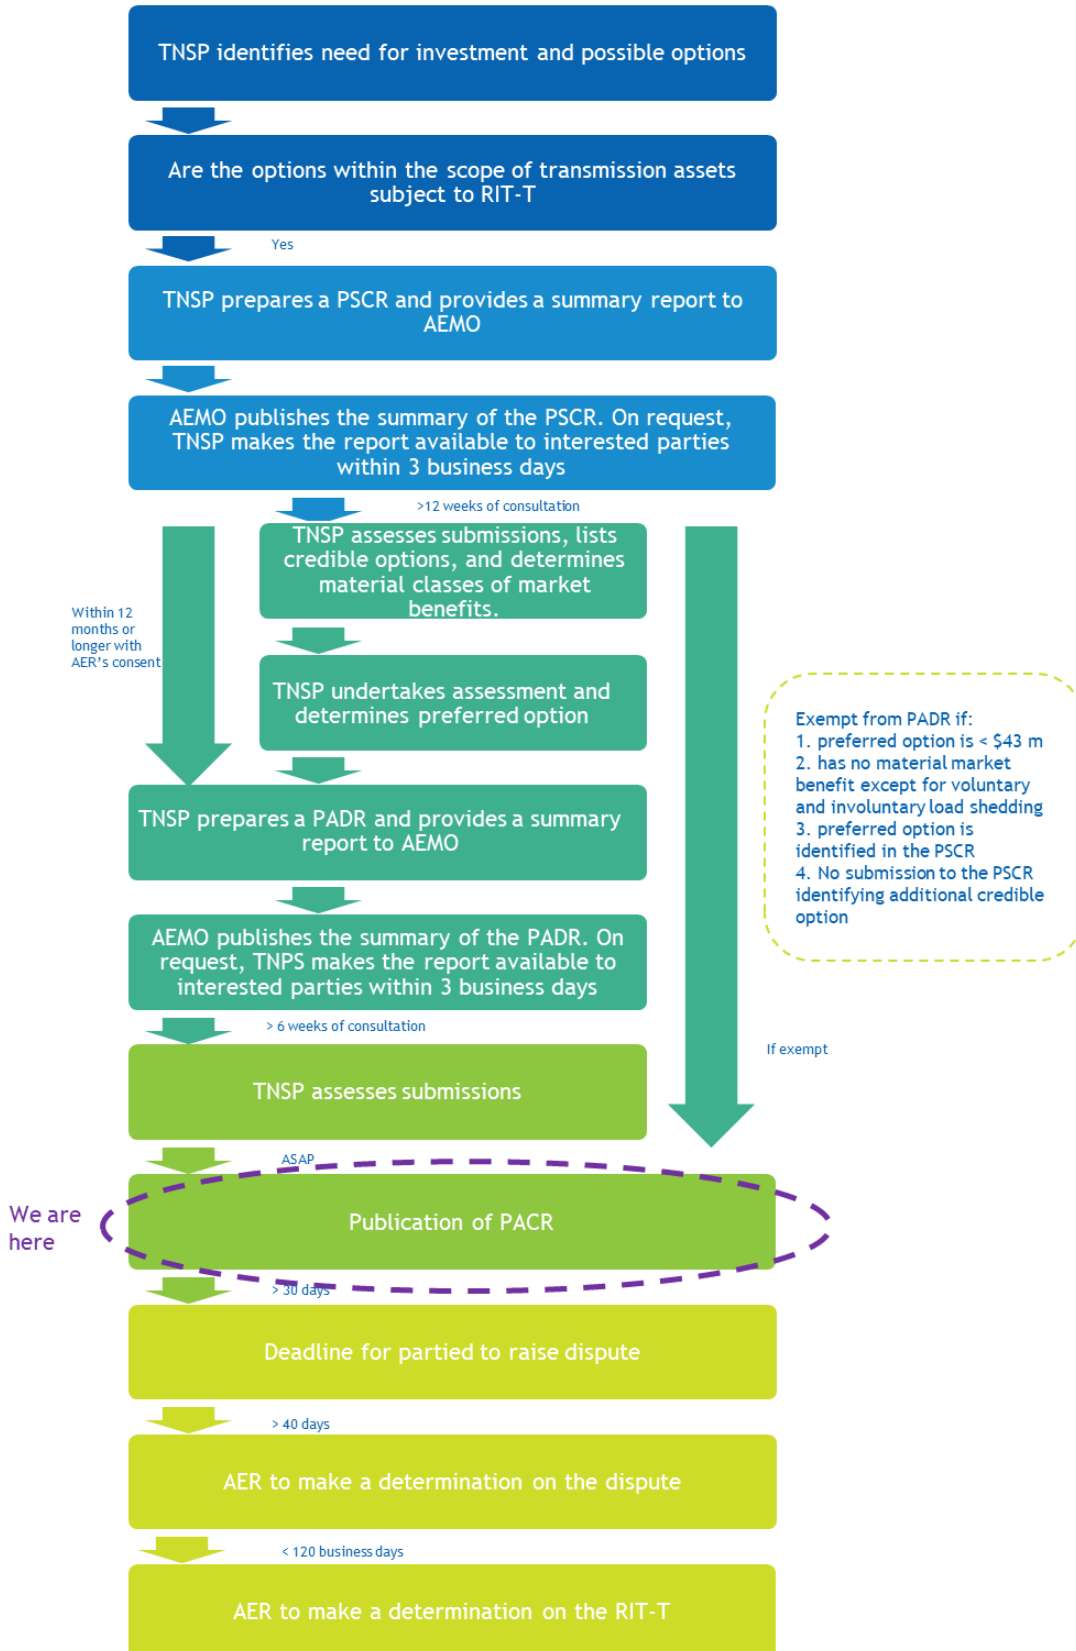 TNSP identifies need for investment and possible options
Are the options within the scope of transmission assets
subject to RIT-T
Yes
TNSP prepares a PSCR and provides a summary report to
AEMO
AEMO publishes the summary of the PSCR. On request,
TNSP makes the report available to interested parties
within 3 business days
>12 weeks of consultation
TNSP assesses submissions, lists
credible options, and determines
material classes of market
benefits.
Within 12
months or
longer with
AER's consent
TNSP undertakes assessment and
determines preferred option
Exempt from PADR if:
1. preferred option is < $43 m
2. has no material market
benefit except for voluntary
and involuntary load shedding
3. preferred option is
identified in the PSCR
4. No submission to the PSCR
identifying additional credible
option
TNSP prepares a PADR and provides a summary
report to AEMO
AEMO publishes the summary of the PADR. On
request, TNPS makes the report available to
interested parties within 3 business days
> 6 weeks of consultation
If exempt
TNSP assesses submissions
ASAP
We are
here
Publication of PACR
> 30 days
Deadline for partied to raise dispute
> 40 days
AER to make a determination on the dispute
< 120 business days
AER to make a determination on the RIT-T